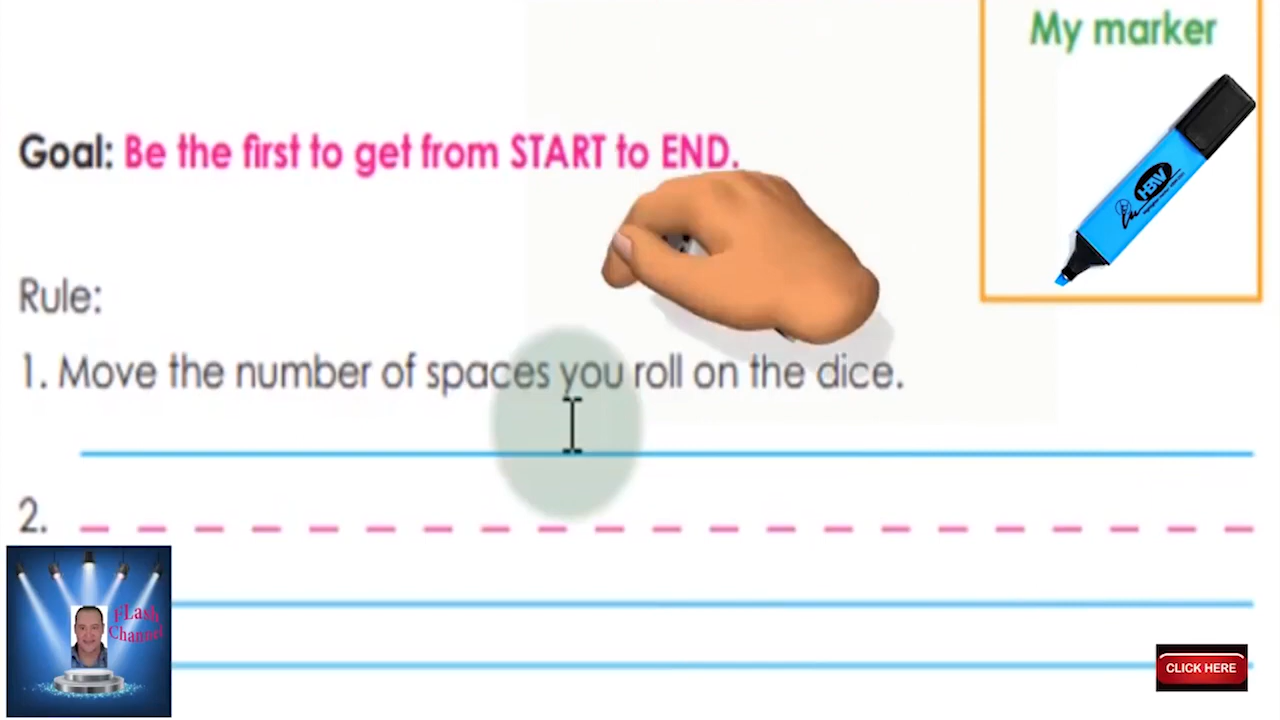 My marker
HBW
Goal: Be the first to get from START to END.
Rule:
1. Move the number of spaces you roll on the dice.
2.
FLash
Channel
CLICK HERE